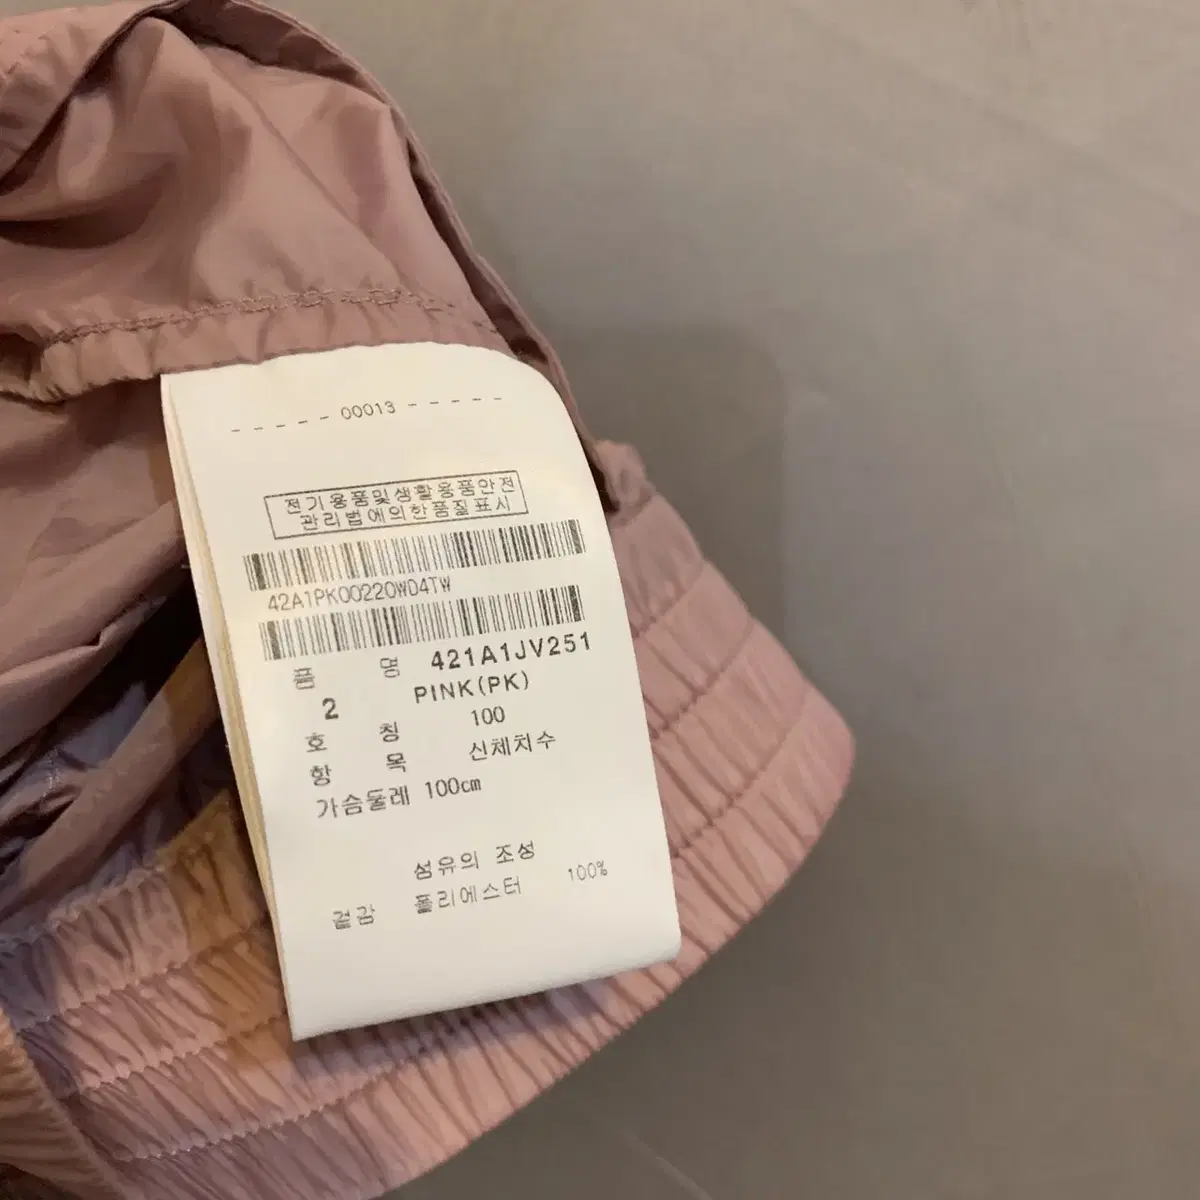 - - - - - 00013 - - - - -
전기용품및생활용품안전
관리법에의한품질표시
42A1PK00220WD4TW
품 명 421A1JV251
2 PINK(PK)
호 칭 100
항 목 신체치수
가슴둘레 100cm
섬유의 조성
겉감 폴리에스터 100%